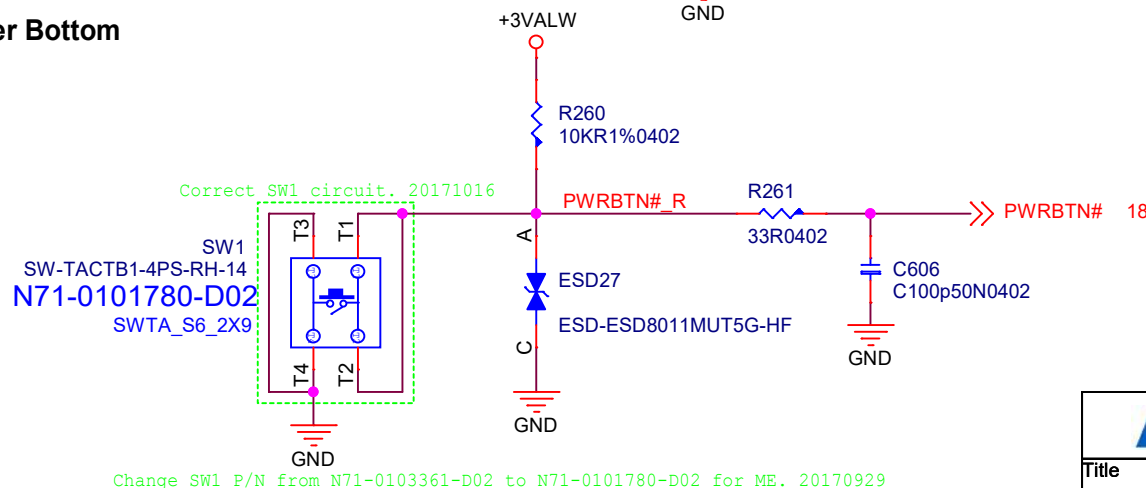 GND
er Bottom
+3VALW
R260
10KR1%0402
Correct SW1 circuit. 20171016
PWRBTN#_R
R261
33R0402
PWRBTN# 18
T3
T1
A
SW1
SW-TACTB1-4PS-RH-14
N71-0101780-D02
SWTA_S6_2X9
ESD27
ESD-ESD8011MUT5G-HF
C606
C100p50N0402
GND
T4
T2
C
GND
GND
Title
Change SW1 P/N from N71-0103361-D02 to N71-0101780-D02 for ME. 20170929